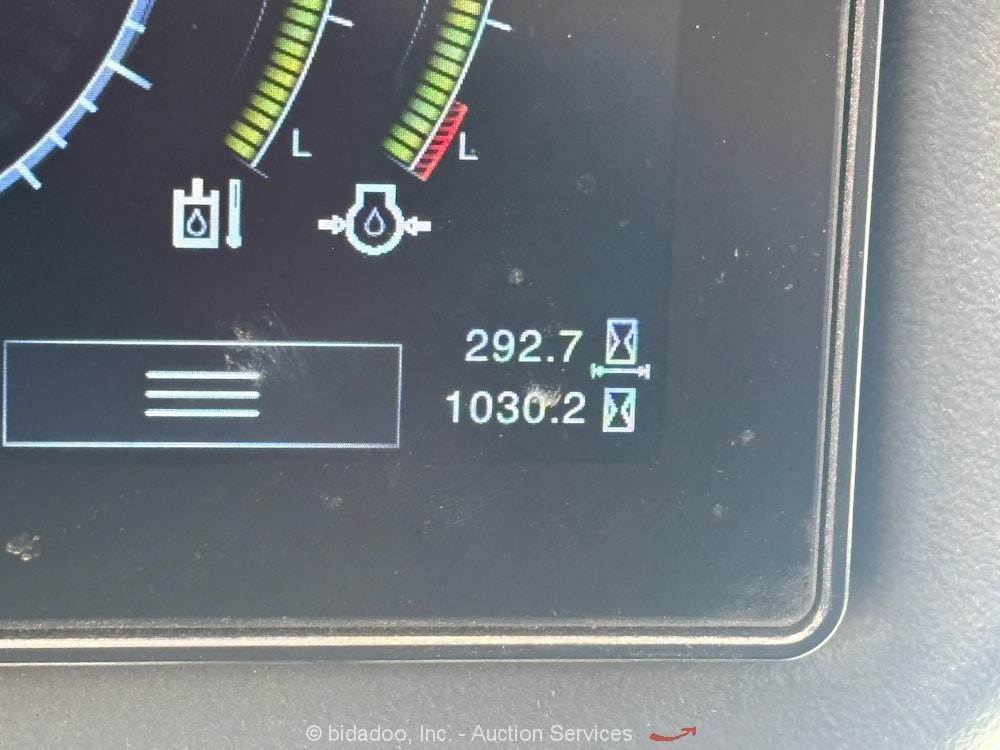 L
L
292.7
1030.2
© bidadoo, Inc. - Auction Services